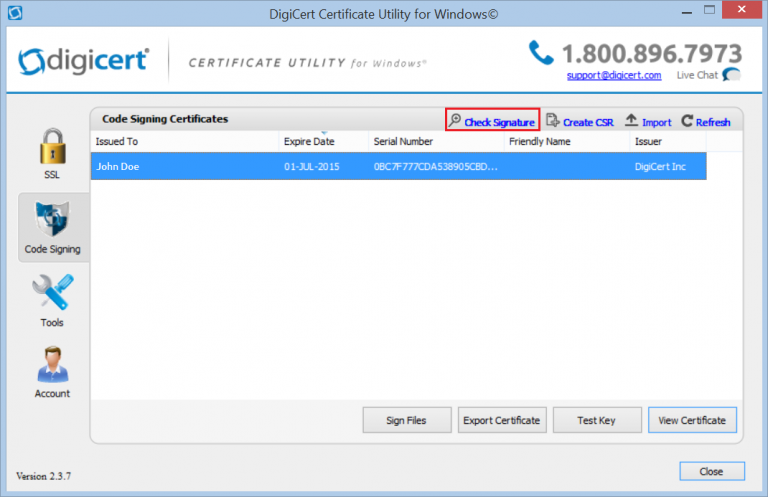 DigiCert Certificate Utility for Windows©
digicert®
CERTIFICATE UTILITY for Windows®
1.800.896.7973
support@digicert.com Live Chat
Code Signing Certificates
Check Signature Create CSR Import Refresh
Issued To Expire Date Serial Number Friendly Name Issuer
John Doe 01-JUL-2015 0BC7F777CDA538905CBD... DigiCert Inc
SSL
Code Signing
Tools
Account
Sign Files Export Certificate Test Key View Certificate
Version 2.3.7
Close